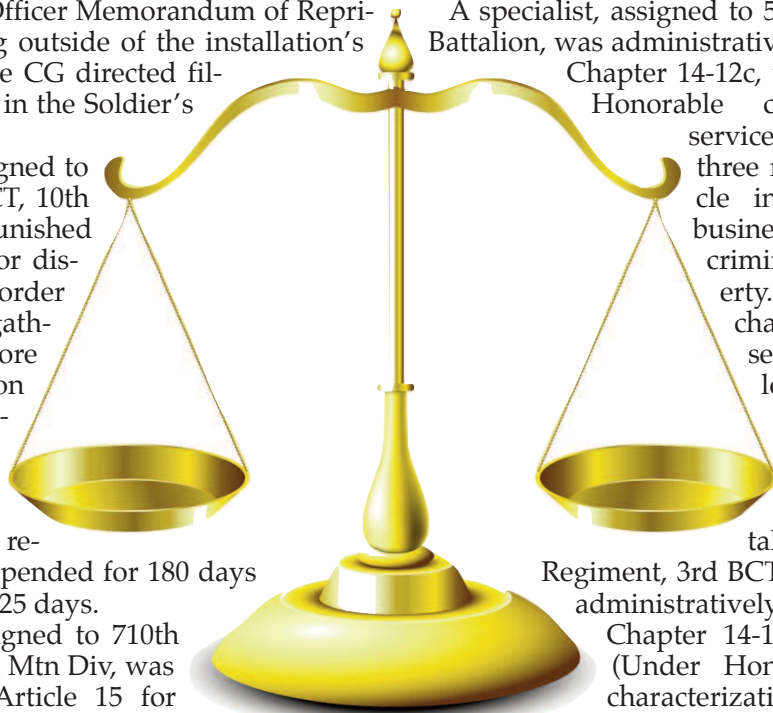 Officer Memorandum of Repri-
g outside of the installation's
e CG directed fil-
in the Soldier's
gned to
CT, 10th
unished
or dis-
order
gath-
ore
on
-
re-
pended for 180 days
25 days.
igned to 710th
Mtn Div, was
Article 15 for
A specialist, assigned to 5
Battalion, was administrativ
Chapter 14-12c,
Honorable c
service
three r
cle in
busine
crimin
erty.
cha
se
le
tal
Regiment, 3rd BCT
administratively
Chapter 14-1
(Under Hon
characterizati